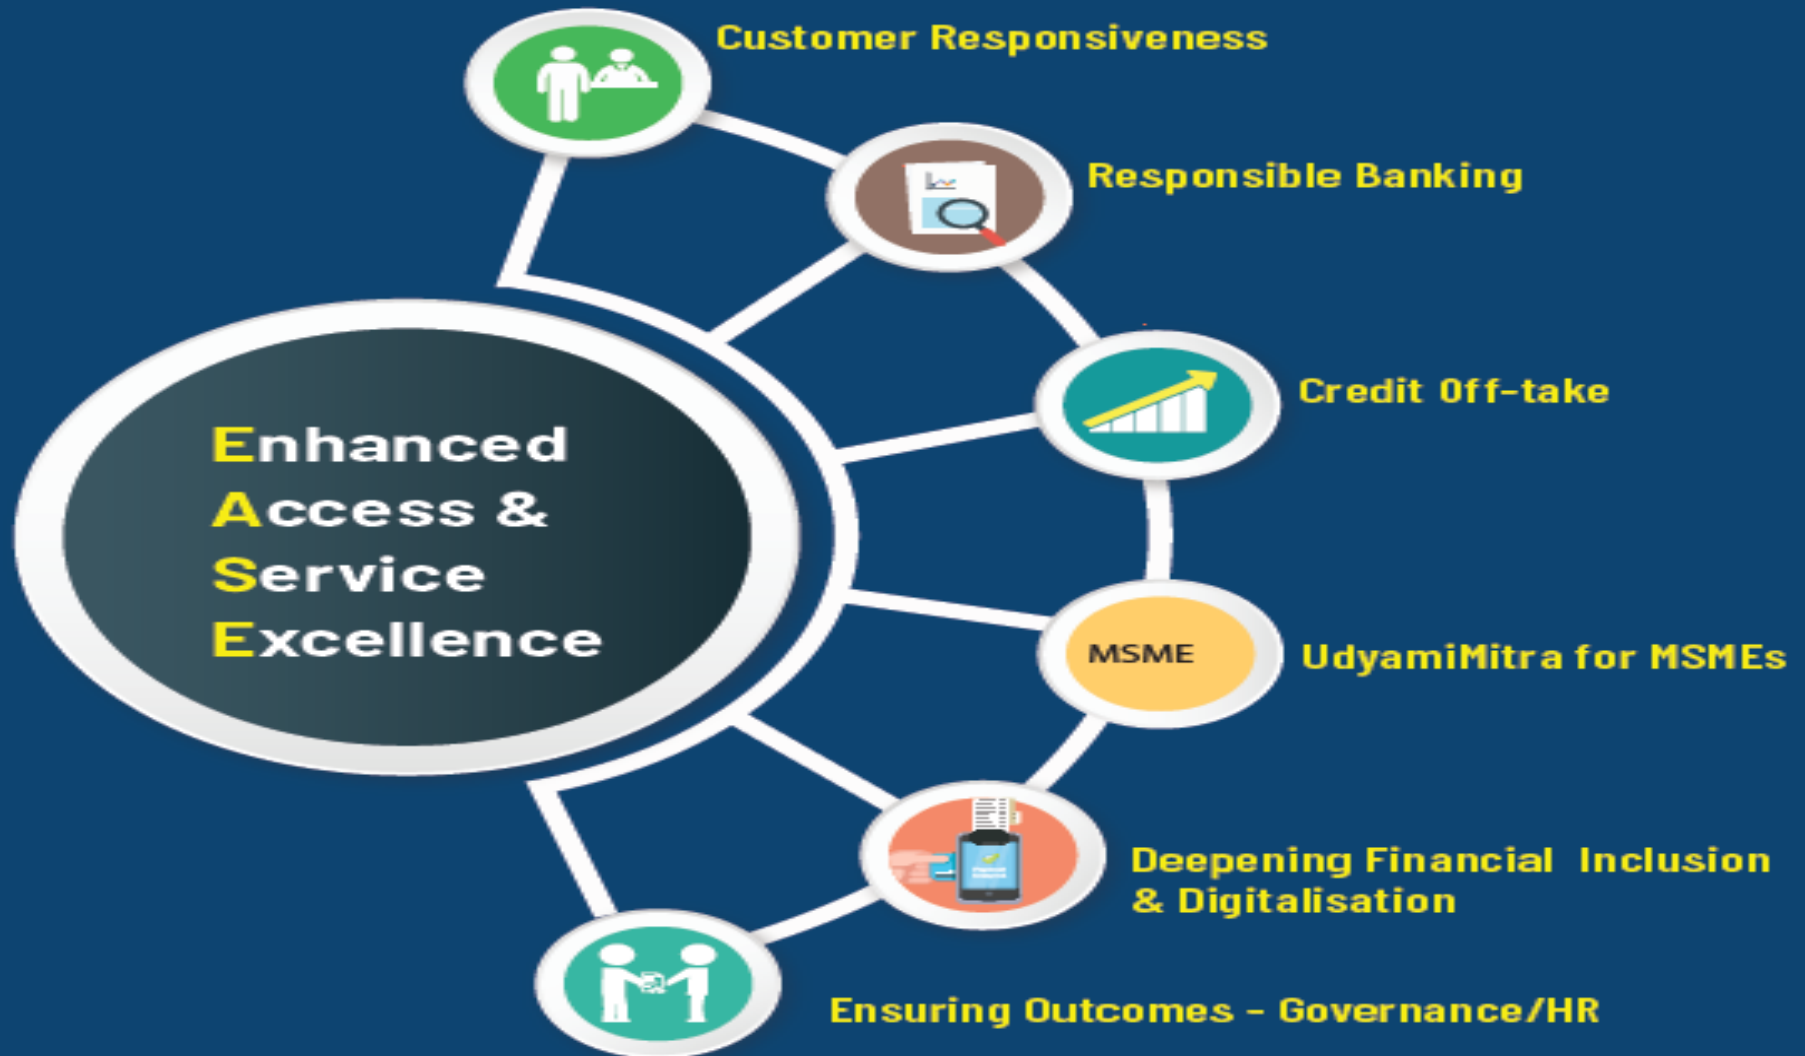 Customer Responsiveness
Responsible Banking
Credit Off-take
Enhanced
Access &
Service
Excellence
MSME
UdyamiMitra for MSMEs
Deepening Financial Inclusion
& Digitalisation
Ensuring Outcomes - Governance/HR